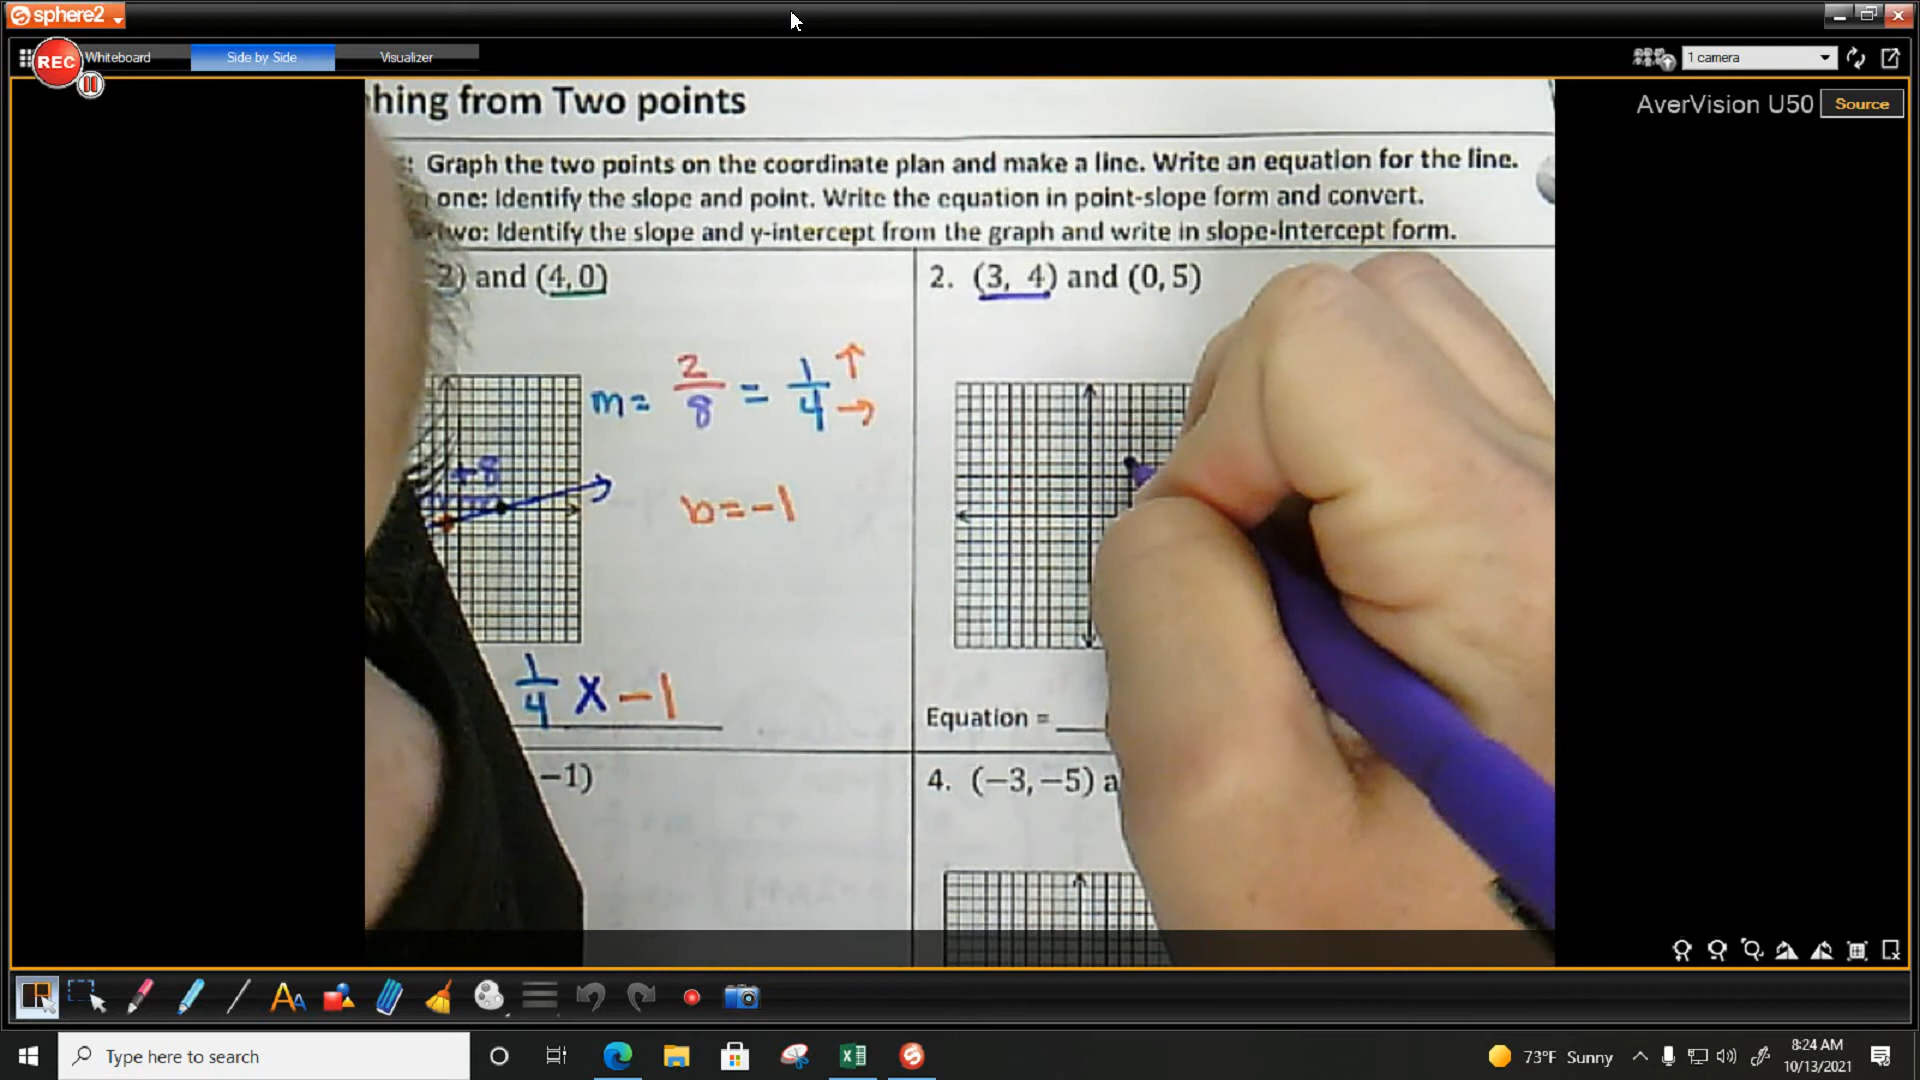 sphere2
REC
Whiteboard
Side by Side
Visualizer
1 camera
AverVision U50
Source
hing from Two points
: Graph the two points on the coordinate plan and make a line. Write an equation for the line.
one: Identify the slope and point. Write the equation in point-slope form and convert.
two: Identify the slope and y-intercept from the graph and write in slope-intercept form.
2) and (4, 0)
m = 2/8 = 1/4 ↑ →
+8
b = -1
1/4 X - 1
2. (3, 4) and (0, 5)
Equation = ___
−1)
4. (−3, −5) a
Type here to search
73°F Sunny
8:24 AM
10/13/2021